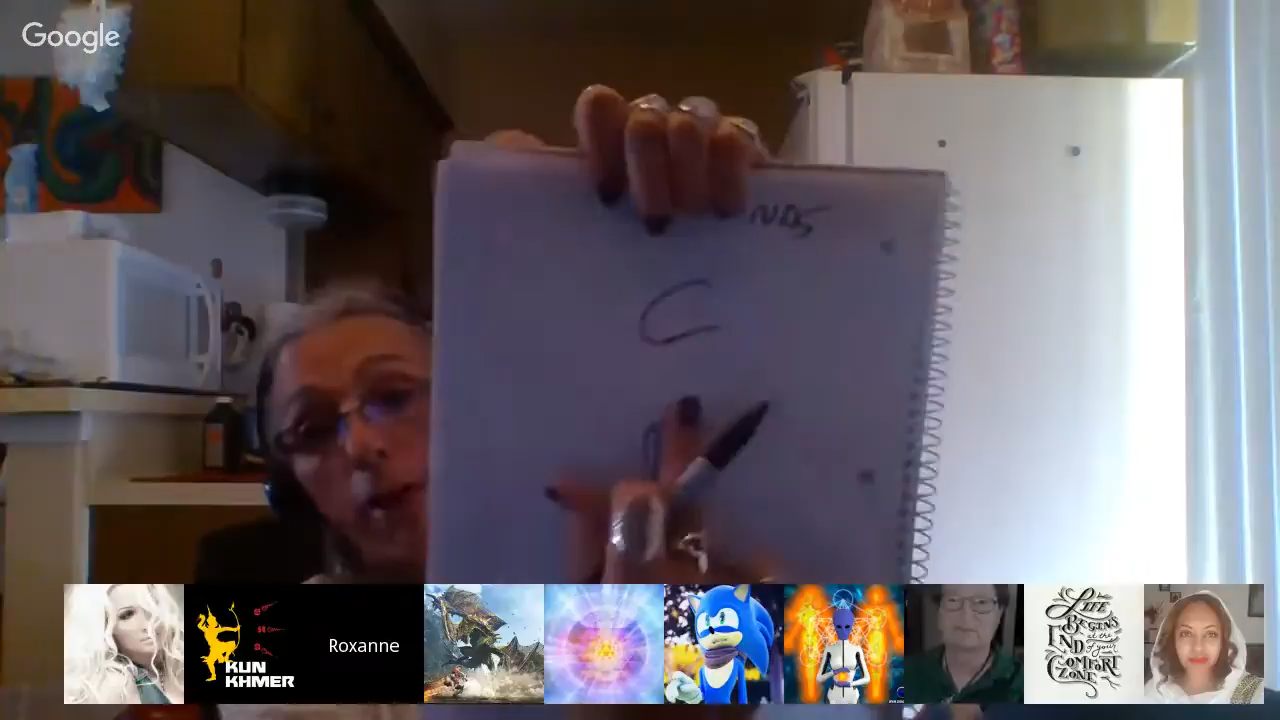 Google
C
KUN
KHMER
Roxanne
LIFE
BEGINS
at the
END of your
COMFORT
ZONE